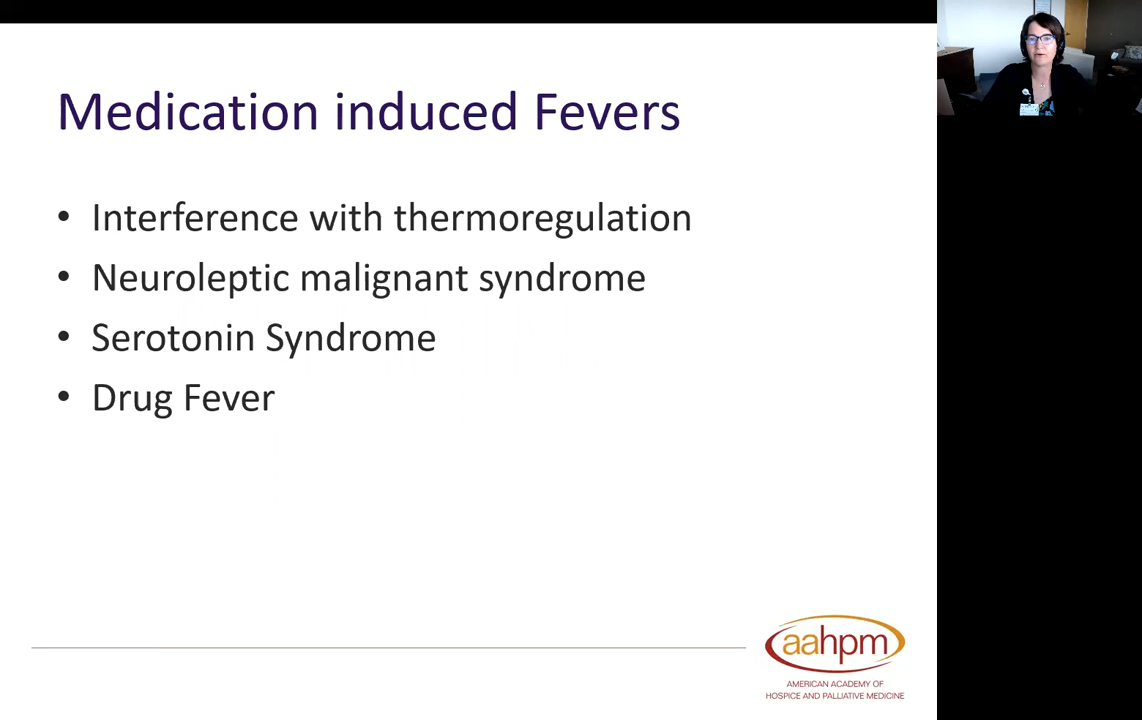 Medication induced Fevers
• Interference with thermoregulation
• Neuroleptic malignant syndrome
• Serotonin Syndrome
• Drug Fever
aahpm
AMERICAN ACADEMY OF
HOSPICE AND PALLIATIVE MEDICINE